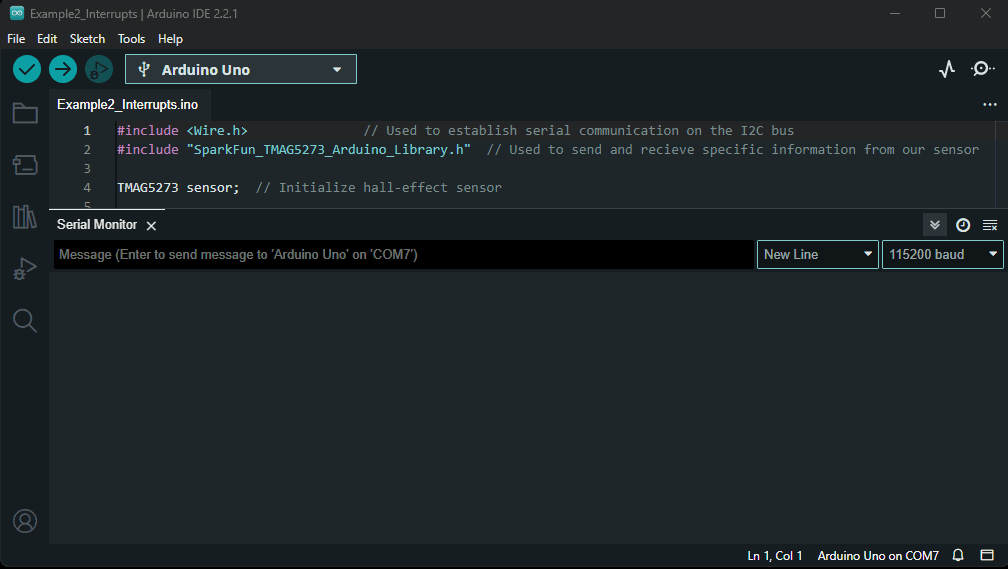 Example2_Interrupts | Arduino IDE 2.2.1
File Edit Sketch Tools Help
Arduino Uno
Example2_Interrupts.ino
1 #include <Wire.h> // Used to establish serial communication on the I2C bus
2 #include "SparkFun_TMAG5273_Arduino_Library.h" // Used to send and recieve specific information from our sensor
3
4 TMAG5273 sensor; // Initialize hall-effect sensor
5
Serial Monitor
Message (Enter to send message to 'Arduino Uno' on 'COM7') New Line 115200 baud
Ln 1, Col 1 Arduino Uno on COM7